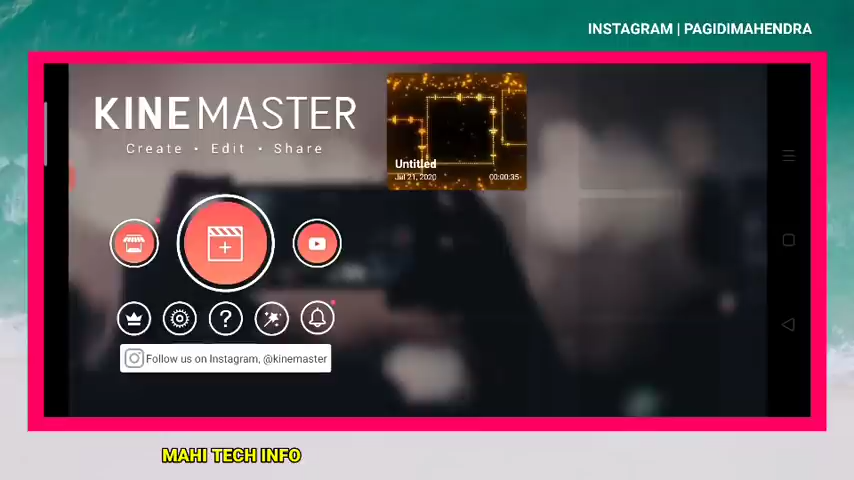 INSTAGRAM | PAGIDIMAHENDRA
KINEMASTER
Create • Edit • Share
Untitled
Jul 21, 2020 00:00:35
Follow us on Instagram, @kinemaster
MAHI TECH INFO